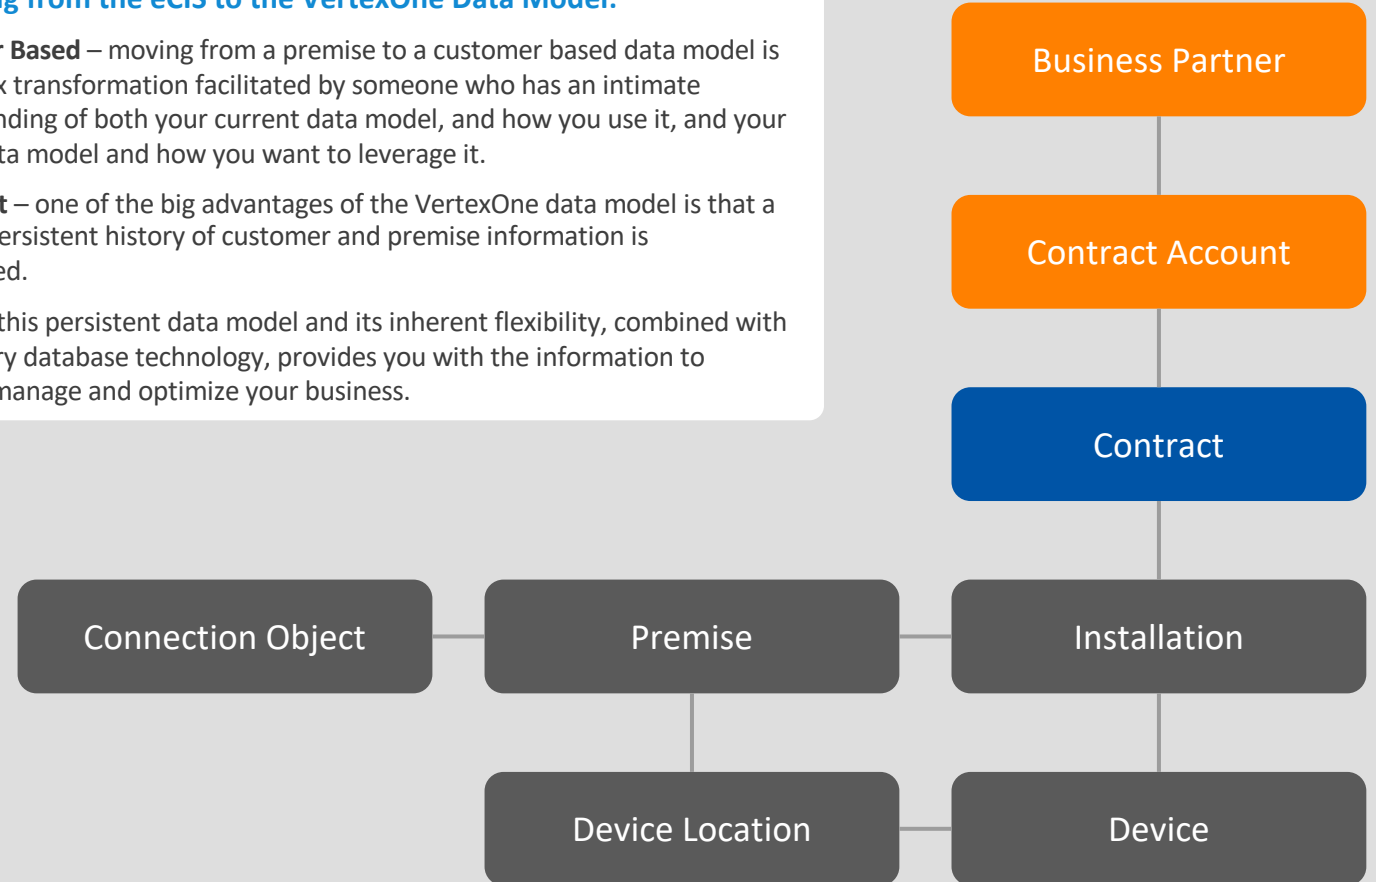 g from the eCIS to the VertexOne Data Model:
r Based – moving from a premise to a customer based data model is
x transformation facilitated by someone who has an intimate
nding of both your current data model, and how you use it, and your
ta model and how you want to leverage it.
t – one of the big advantages of the VertexOne data model is that a
ersistent history of customer and premise information is
ed.
this persistent data model and its inherent flexibility, combined with
ry database technology, provides you with the information to
manage and optimize your business.
Business Partner
Contract Account
Contract
Connection Object
Premise
Installation
Device Location
Device